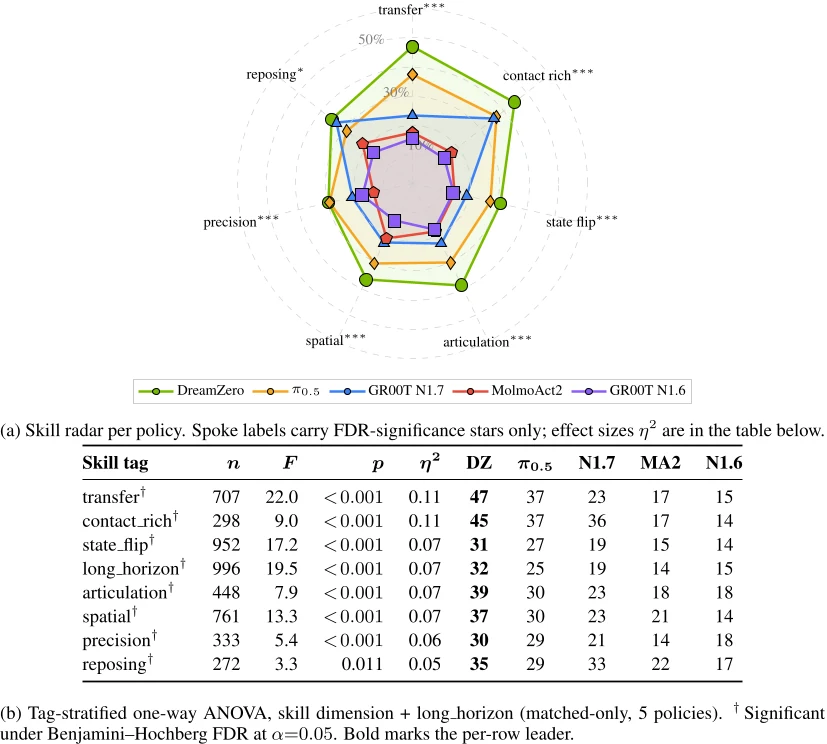 transfer***
50%
reposing*
contact rich***
30%
10%
precision***
state flip***
spatial***
articulation***
DreamZero π0.5 GR00T N1.7 MolmoAct2 GR00T N1.6
(a) Skill radar per policy. Spoke labels carry FDR-significance stars only; effect sizes η² are in the table below.
Skill tag n F p η² DZ π0.5 N1.7 MA2 N1.6
transfer† 707 22.0 <0.001 0.11 47 37 23 17 15
contact_rich† 298 9.0 <0.001 0.11 45 37 36 17 14
state_flip† 952 17.2 <0.001 0.07 31 27 19 15 14
long_horizon† 996 19.5 <0.001 0.07 32 25 19 14 15
articulation† 448 7.9 <0.001 0.07 39 30 23 18 18
spatial† 761 13.3 <0.001 0.07 37 30 23 21 14
precision† 333 5.4 <0.001 0.06 30 29 21 14 18
reposing† 272 3.3 0.011 0.05 35 29 33 22 17
(b) Tag-stratified one-way ANOVA, skill dimension + long_horizon (matched-only, 5 policies). †Significant
under Benjamini–Hochberg FDR at α=0.05. Bold marks the per-row leader.